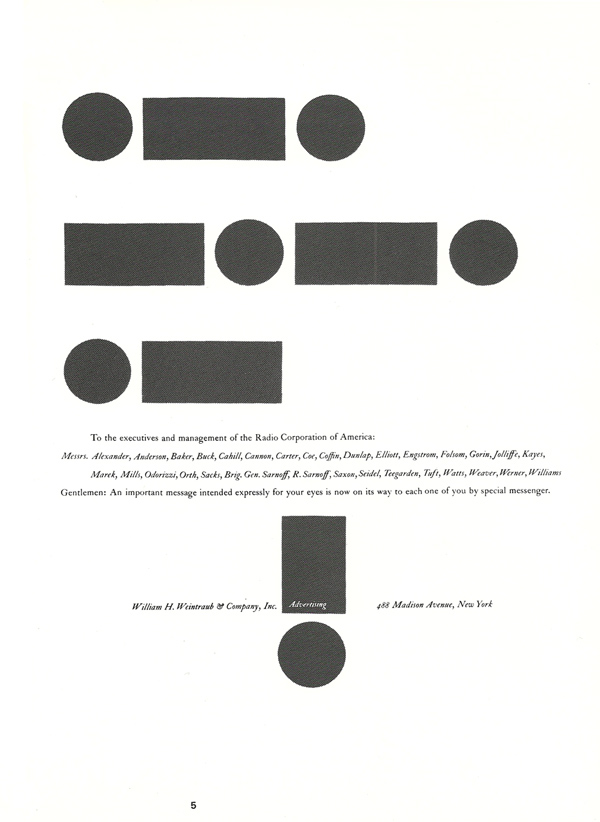 To the executives and management of the Radio Corporation of America:
Messrs. Alexander, Anderson, Baker, Buck, Cahill, Cannon, Carter, Coe, Coffin, Dunlap, Elliott, Engstrom, Folsom, Gorin, Jolliffe, Kayes,
Marek, Mills, Odorizzi, Orth, Sacks, Brig. Gen. Sarnoff, R. Sarnoff, Saxon, Seidel, Teegarden, Tuft, Watts, Weaver, Werner, Williams
Gentlemen: An important message intended expressly for your eyes is now on its way to each one of you by special messenger.
William H. Weintraub & Company, Inc. Advertising 488 Madison Avenue, New York
5